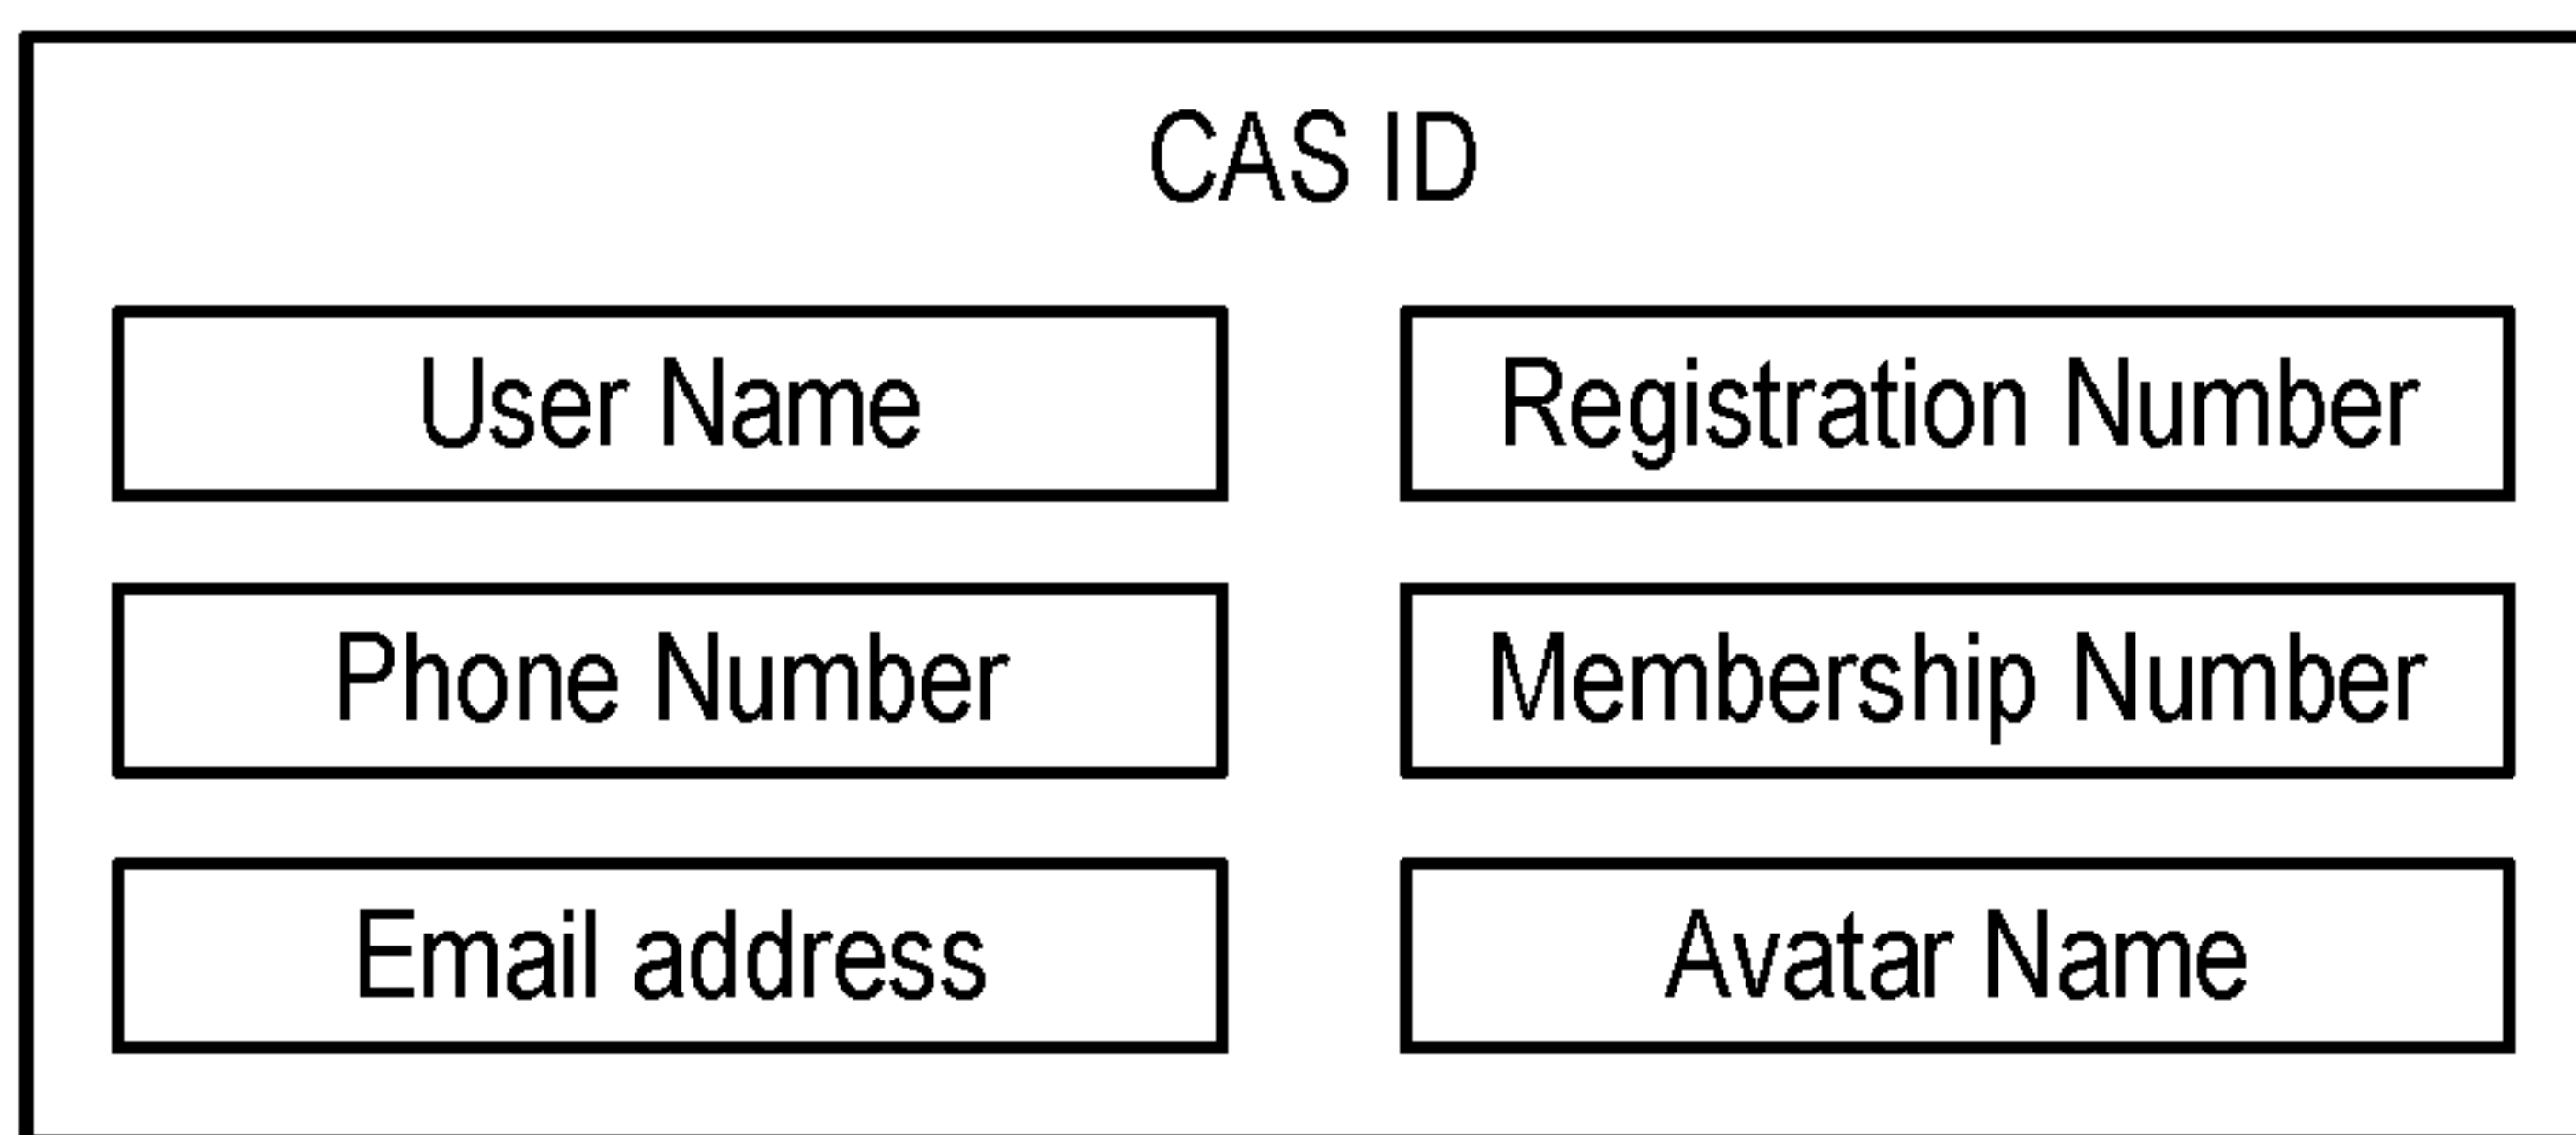 CAS ID
User Name
Registration Number
Phone Number
Membership Number
Email address
Avatar Name